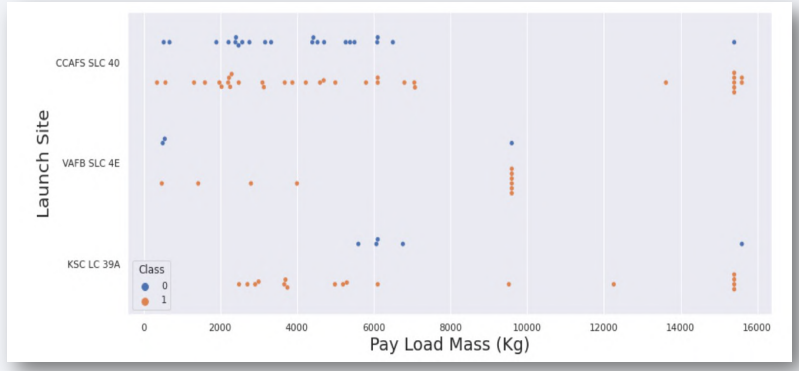 Launch Site
CCAFS SLC 40
VAFB SLC 4E
KSC LC 39A
Class
0
1
0 2000 4000 6000 8000 10000 12000 14000 16000
Pay Load Mass (Kg)